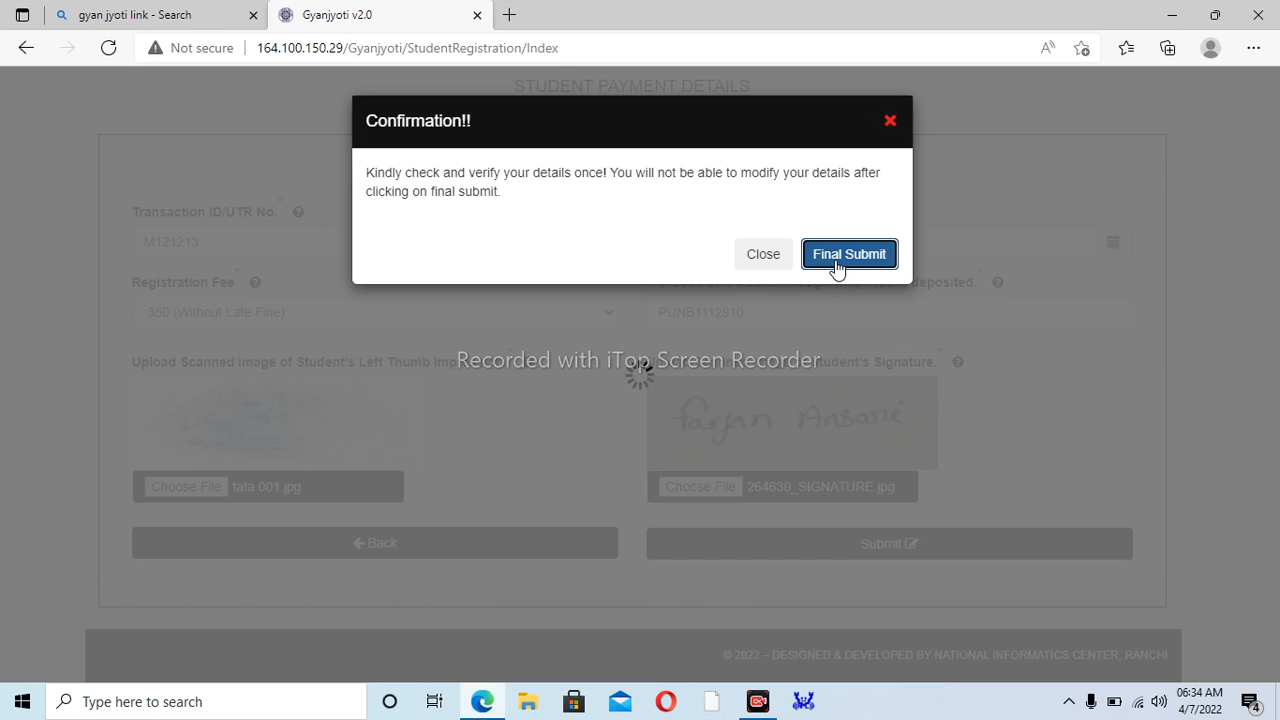 gyanjyoti link - Search
Gyanjyoti v2.0
Not secure
164.100.150.29/Gyanjyoti/StudentRegistration/Index
STUDENT PAYMENT DETAILS
Confirmation!!
Kindly check and verify your details once! You will not be able to modify your details after
clicking on final submit.
Close
Final Submit
Transaction ID/UTR No.
M121213
Registration Fee
deposited.
350 (Without Late Fine)
PUNB1112910
Upload Scanned Image of Student's Left Thumb
Student's Signature.
Recorded with iTop Screen Recorder
Farjan Ansari
Choose File tata 001.jpg
Choose File 264630_SIGNATURE.jpg
Back
Submit
© 2022 – DESIGNED & DEVELOPED BY NATIONAL INFORMATICS CENTER, RANCHI
Type here to search
06:34 AM
4/7/2022
4